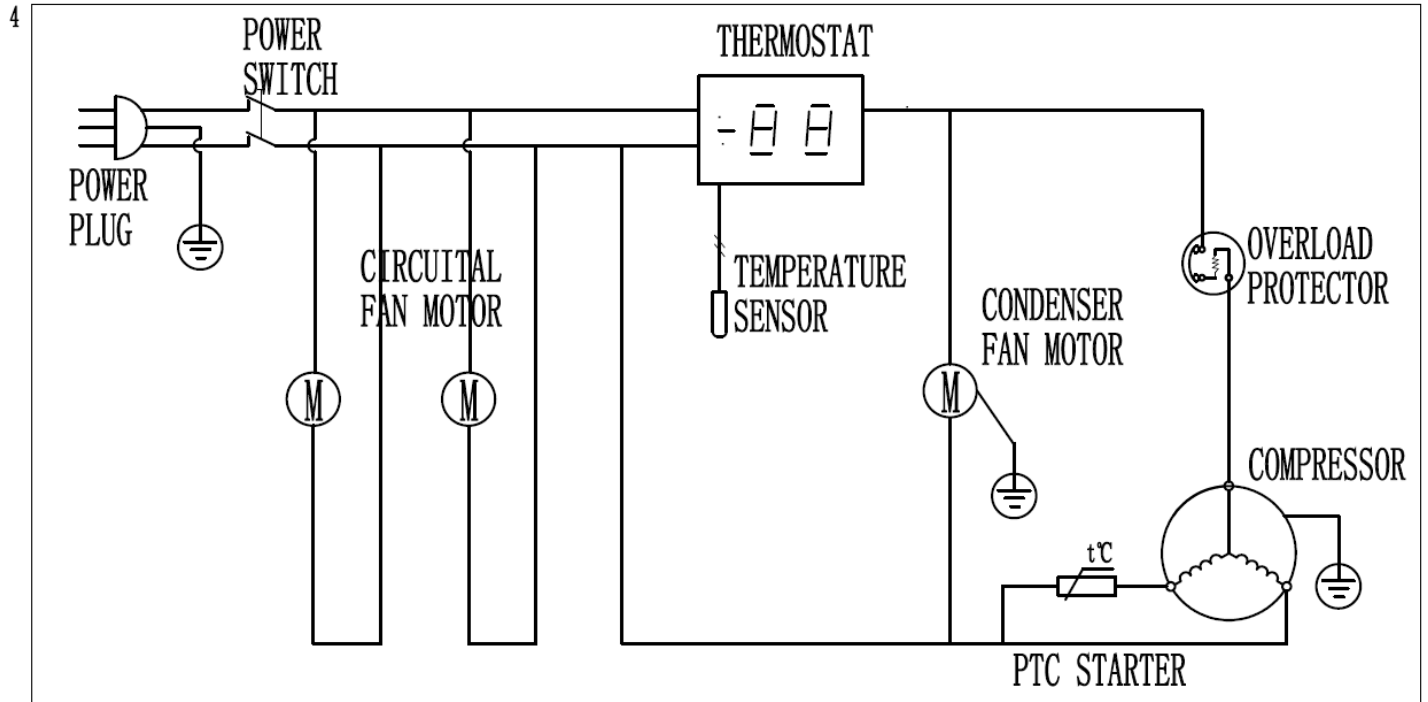 4
POWER
SWITCH
THERMOSTAT
-88
POWER
PLUG
CIRCUITAL
FAN MOTOR
TEMPERATURE
SENSOR
CONDENSER
FAN MOTOR
OVERLOAD
PROTECTOR
M
M
M
COMPRESSOR
t℃
PTC STARTER